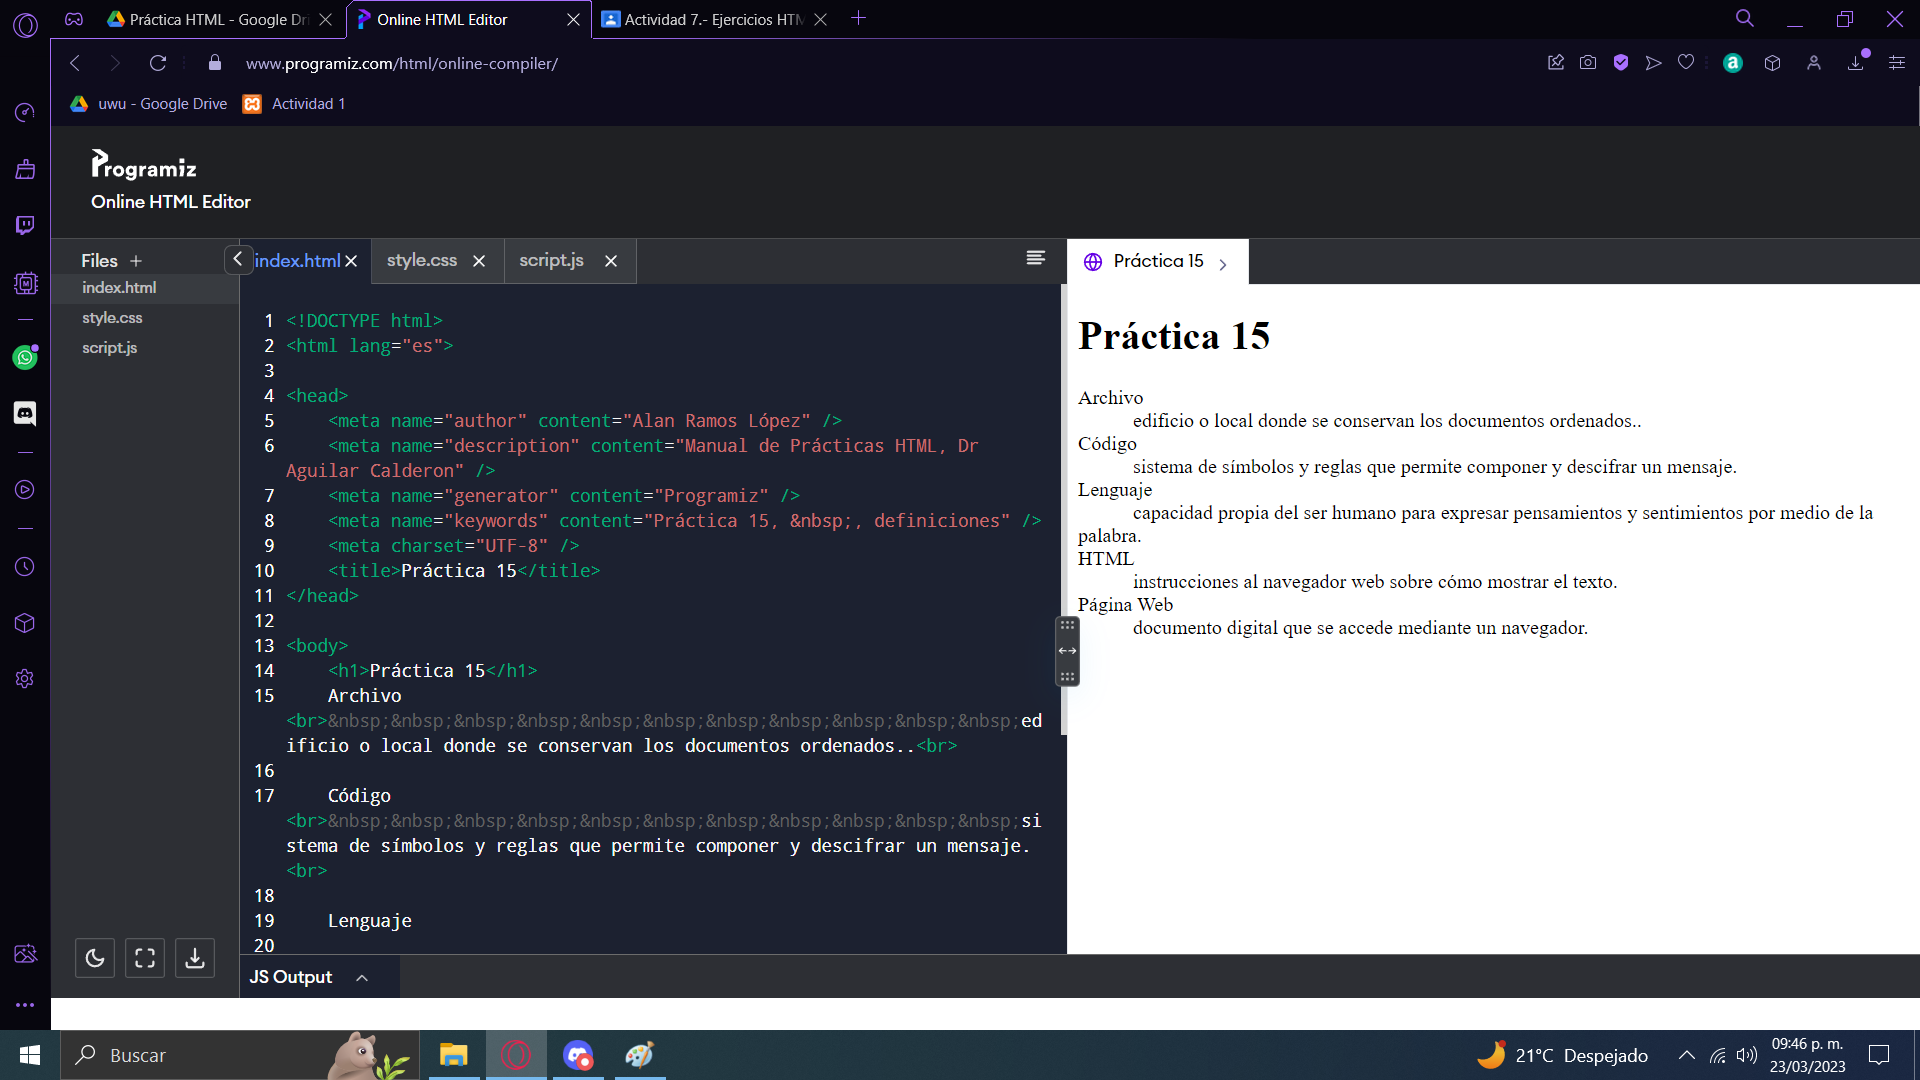 Práctica HTML - Google Dri
Online HTML Editor
Actividad 7.- Ejercicios HTM
www.programiz.com/html/online-compiler/
uwu - Google Drive
Actividad 1
Programiz
Online HTML Editor
Files +
index.html
style.css
script.js
index.html
style.css
script.js
Práctica 15
1 <!DOCTYPE html>
2 <html lang="es">
3
4 <head>
5 <meta name="author" content="Alan Ramos López" />
6 <meta name="description" content="Manual de Prácticas HTML, Dr
Aguilar Calderon" />
7 <meta name="generator" content="Programiz" />
8 <meta name="keywords" content="Práctica 15, &nbsp;, definiciones" />
9 <meta charset="UTF-8" />
10 <title>Práctica 15</title>
11 </head>
12
13 <body>
14 <h1>Práctica 15</h1>
15 Archivo
<br>&nbsp;&nbsp;&nbsp;&nbsp;&nbsp;&nbsp;&nbsp;&nbsp;&nbsp;&nbsp;&nbsp;ed
ificio o local donde se conservan los documentos ordenados..<br>
16
17 Código
<br>&nbsp;&nbsp;&nbsp;&nbsp;&nbsp;&nbsp;&nbsp;&nbsp;&nbsp;&nbsp;&nbsp;si
stema de símbolos y reglas que permite componer y descifrar un mensaje.
<br>
18
19 Lenguaje
20
JS Output
Práctica 15
Archivo
edificio o local donde se conservan los documentos ordenados..
Código
sistema de símbolos y reglas que permite componer y descifrar un mensaje.
Lenguaje
capacidad propia del ser humano para expresar pensamientos y sentimientos por medio de la
palabra.
HTML
instrucciones al navegador web sobre cómo mostrar el texto.
Página Web
documento digital que se accede mediante un navegador.
Buscar
21°C Despejado
09:46 p. m.
23/03/2023